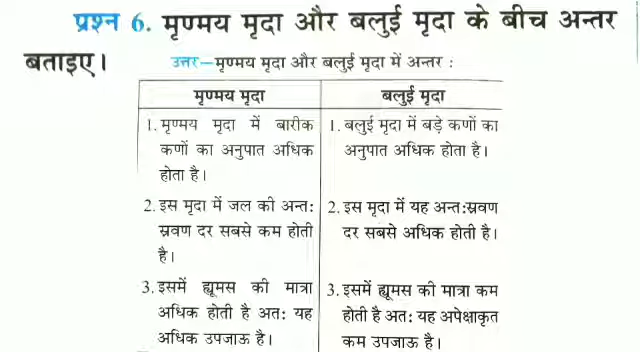 प्रश्न 6. मृण्मय मृदा और बलुई मृदा के बीच अन्तर
बताइए। उत्तर—मृण्मय मृदा और बलुई मृदा में अन्तर :
मृण्मय मृदा
बलुई मृदा
1. मृण्मय मृदा में बारीक
कणों का अनुपात अधिक
होता है।
1. बलुई मृदा में बड़े कणों का
अनुपात अधिक होता है।
2. इस मृदा में जल की अन्त:
स्रवण दर सबसे कम होती
है।
2. इस मृदा में यह अन्त:स्रवण
दर सबसे अधिक होती है।
3. इसमें ह्यूमस की मात्रा
अधिक होती है अत: यह
अधिक उपजाऊ है।
3. इसमें ह्यूमस की मात्रा कम
होती है अत: यह अपेक्षाकृत
कम उपजाऊ है।